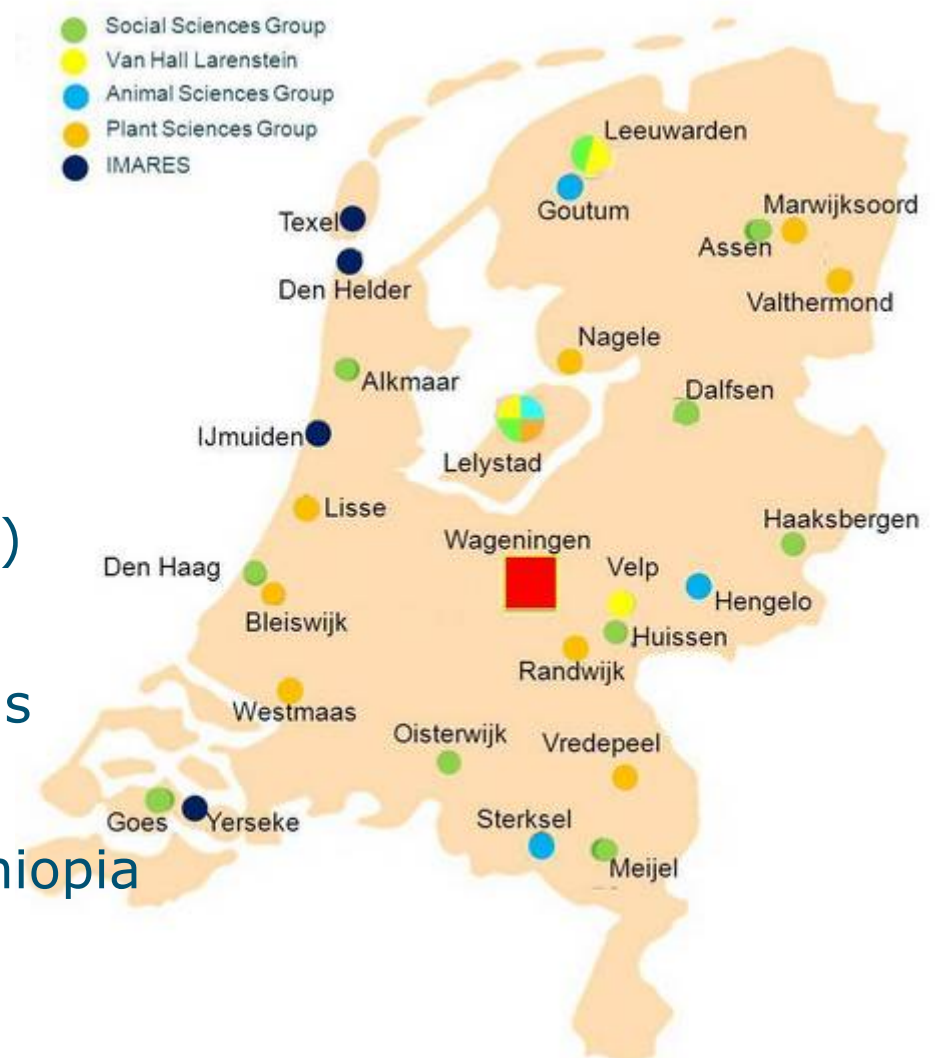 Social Sciences Group
Van Hall Larenstein
Animal Sciences Group
Plant Sciences Group
IMARES
Leeuwarden
Goutum
Marwijksoord
Texel
Assen
Den Helder
Valthermond
Nagele
Alkmaar
Dalfsen
IJmuiden
Lelystad
Lisse
)
Haaksbergen
Wageningen
Den Haag
Velp
Hengelo
Bleiswijk
Huissen
Randwijk
s
Westmaas
Oisterwijk
Vredepeel
Goes
Yerseke
Sterksel
niopia
Meijel